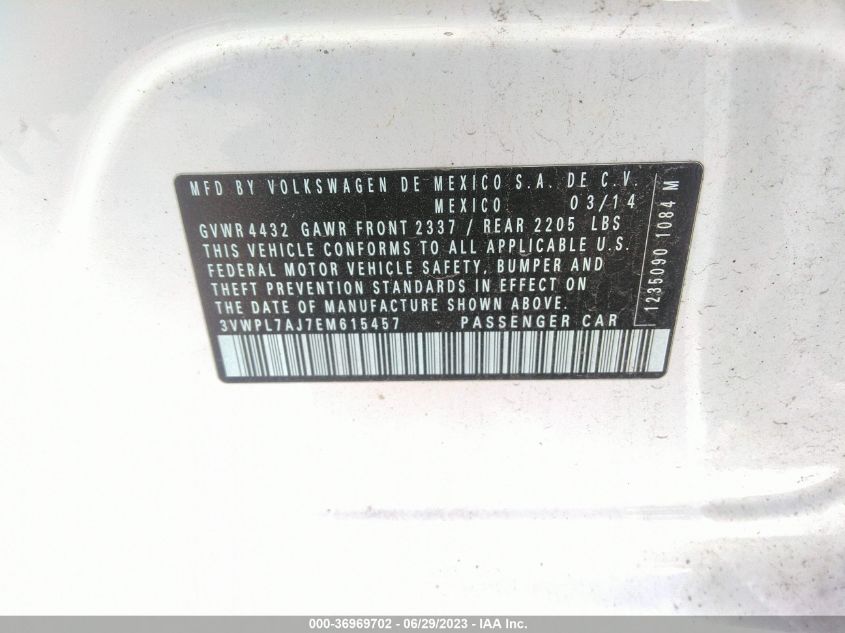 MFD BY VOLKSWAGEN DE MEXICO S.A. DE C.V.
MEXICO 03/14
GVWR 4432 GAWR FRONT 2337 / REAR 2205 LBS
THIS VEHICLE CONFORMS TO ALL APPLICABLE U.S.
FEDERAL MOTOR VEHICLE SAFETY, BUMPER AND
THEFT PREVENTION STANDARDS IN EFFECT ON
THE DATE OF MANUFACTURE SHOWN ABOVE.
3VWPL7AJ7EM615457 PASSENGER CAR
1235090 1084 M
000-36969702 - 06/29/2023 - IAA Inc.